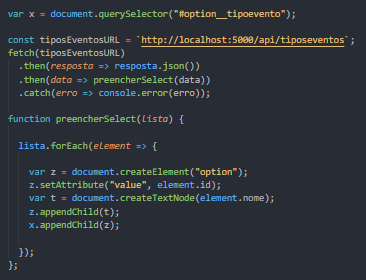 var x = document.querySelector("#option__tipoevento");
const tiposEventosURL = `http://localhost:5000/api/tiposeventos`;
fetch(tiposEventosURL)
.then(resposta => resposta.json())
.then(data => preencherSelect(data))
.catch(erro => console.error(erro));
function preencherSelect(lista) {
lista.forEach(element => {
var z = document.createElement("option");
z.setAttribute("value", element.id);
var t = document.createTextNode(element.nome);
z.appendChild(t);
x.appendChild(z);
});
};